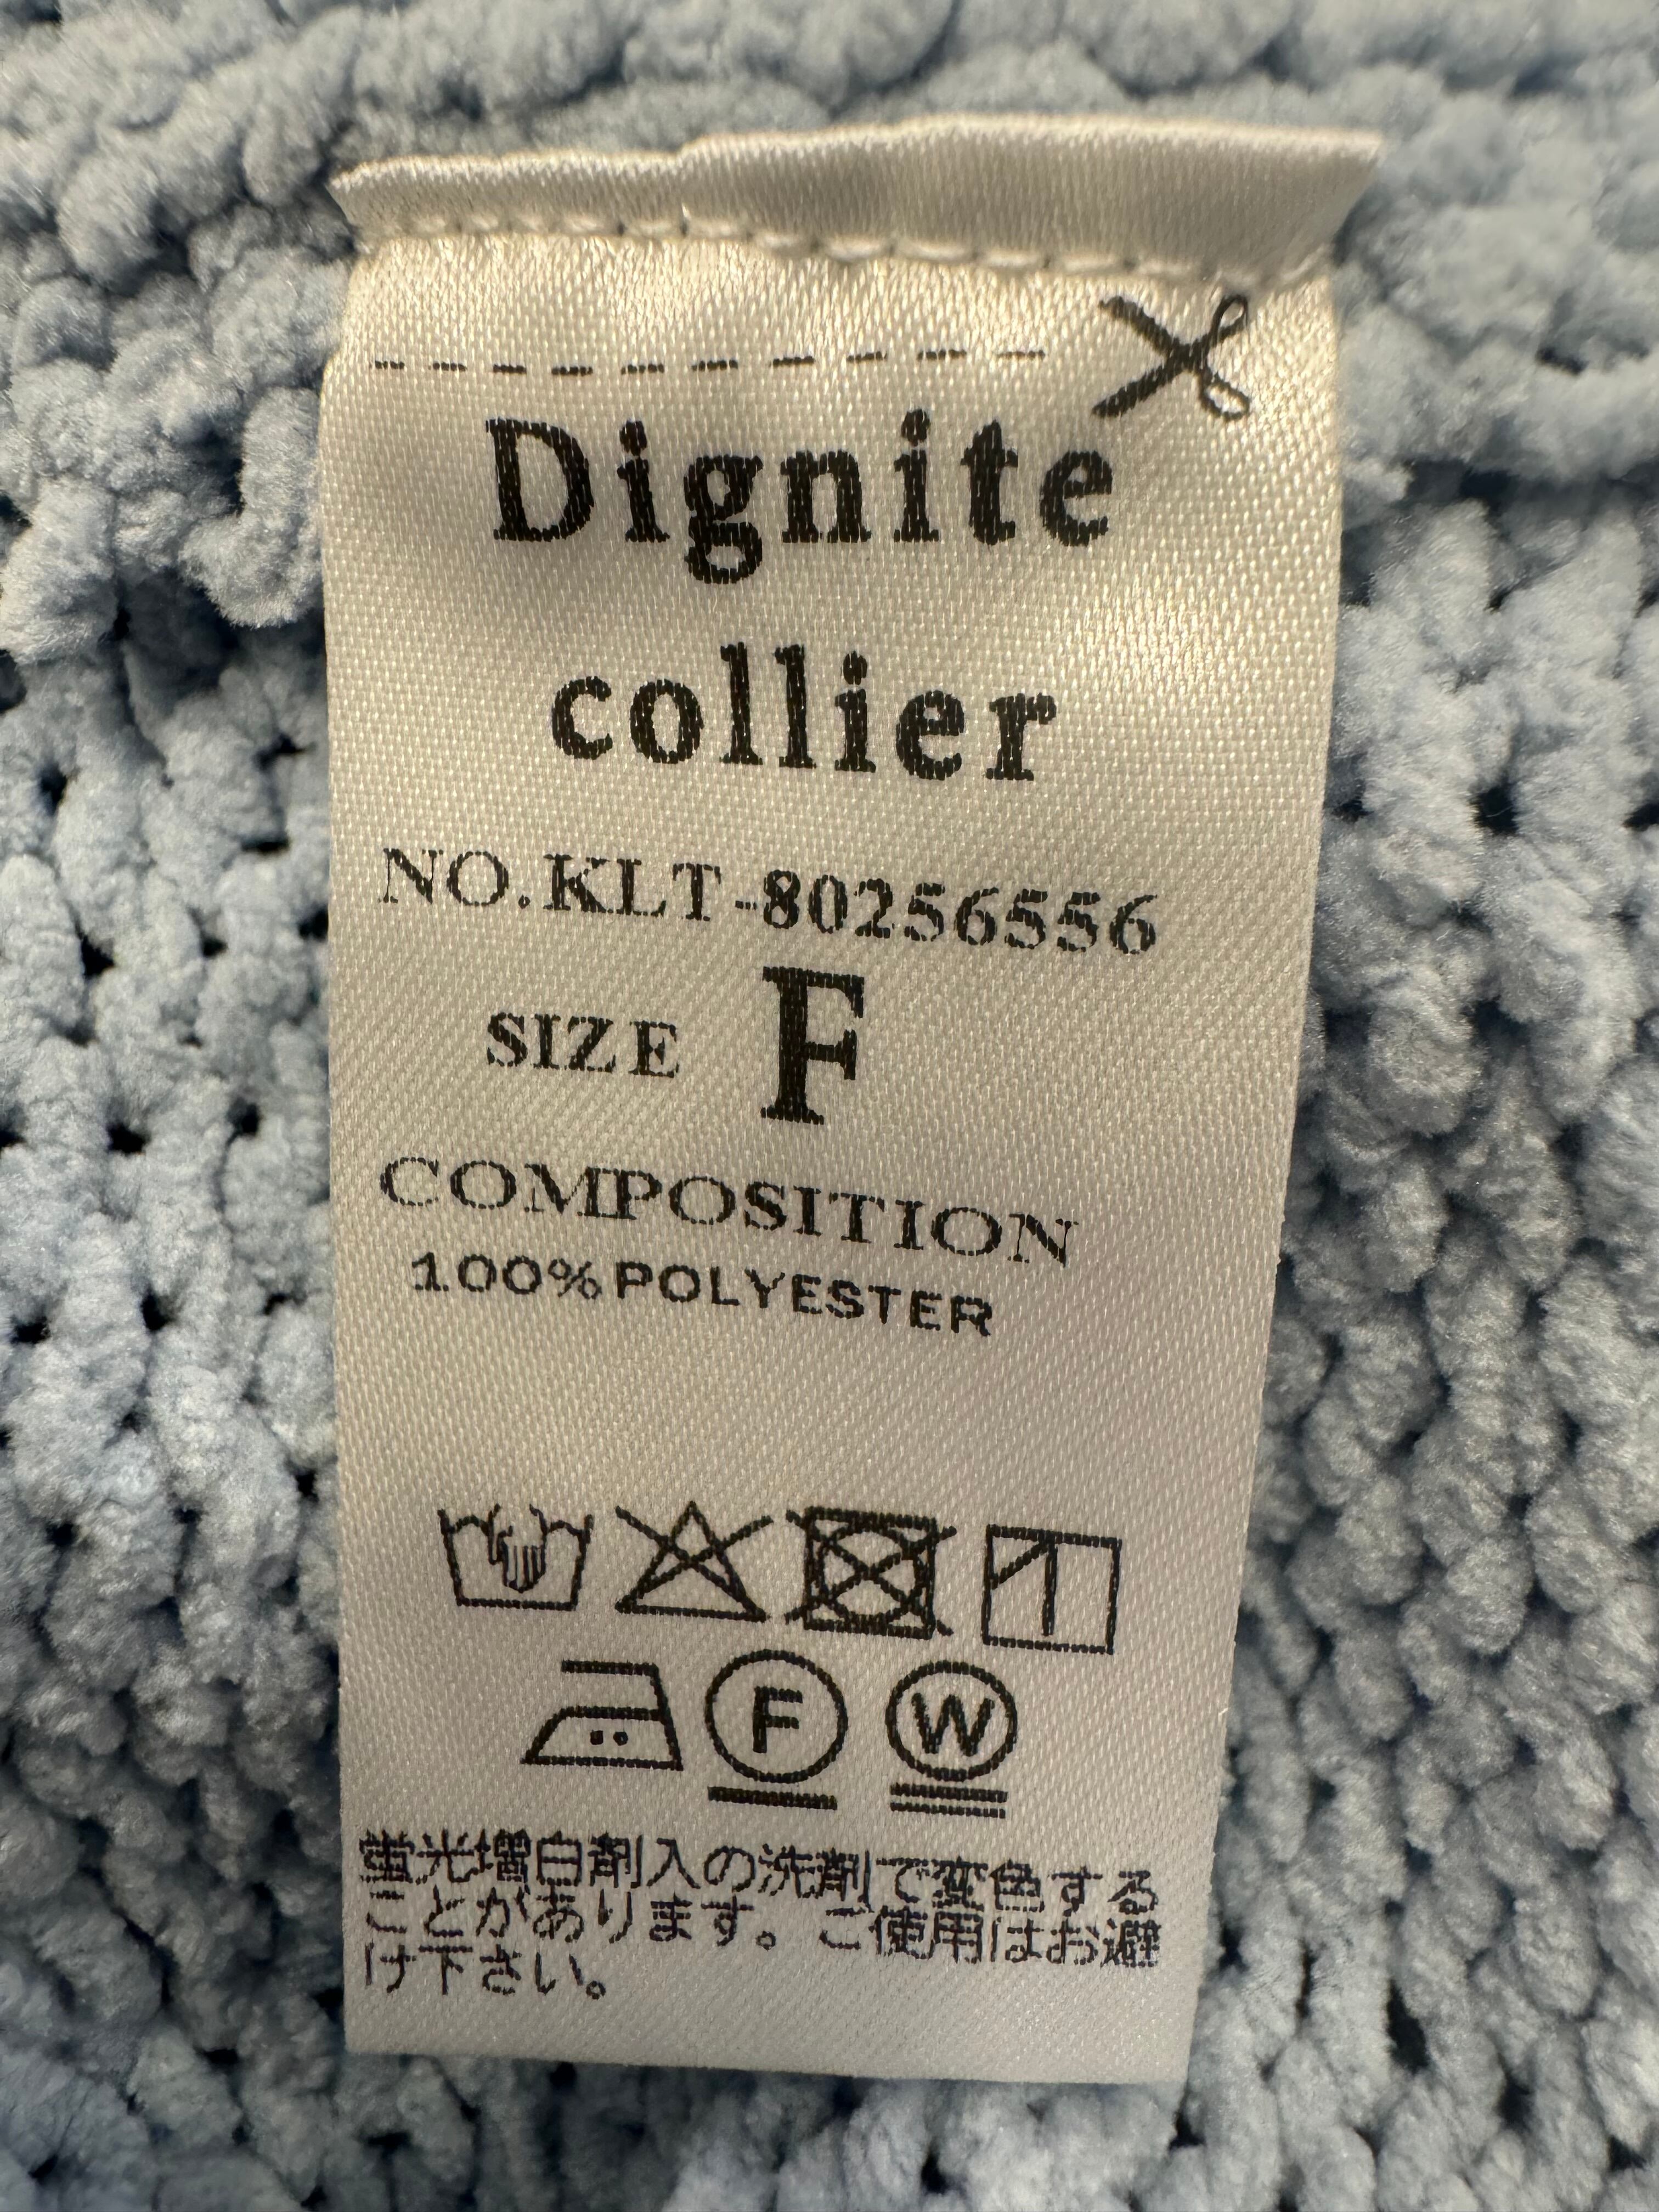 Dignite
collier
NO.KLT-80256556
SIZE F
COMPOSITION
100%POLYESTER
F W
蛍光増白剤入の洗剤で変色する
ことがあります。ご使用はお避
け下さい。